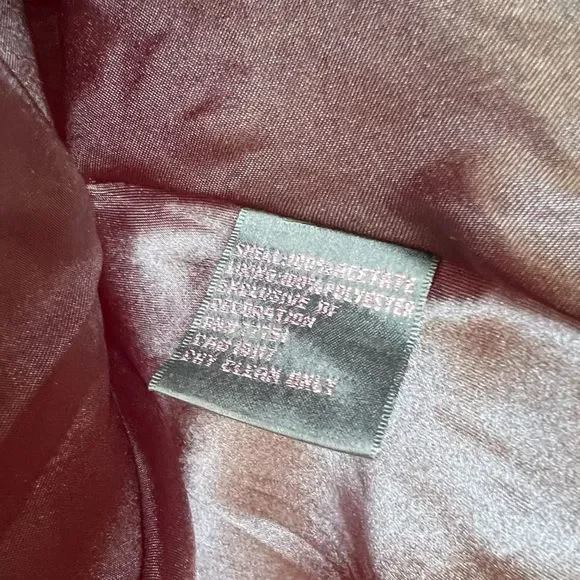 SHELL:100%ACETATE
LINING:100%POLYESTER
EXCLUSIVE OF
DECORATION
DRY CLEAN ONLY